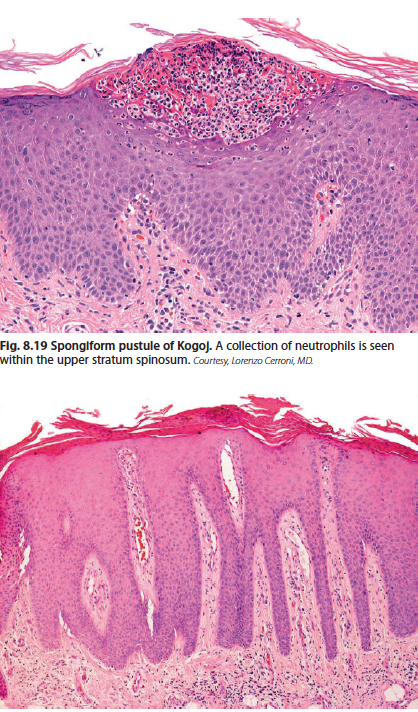 Fig. 8.19 Spongiform pustule of Kogoj. A collection of neutrophils is seen
within the upper stratum spinosum. Courtesy, Lorenzo Cerroni, MD.